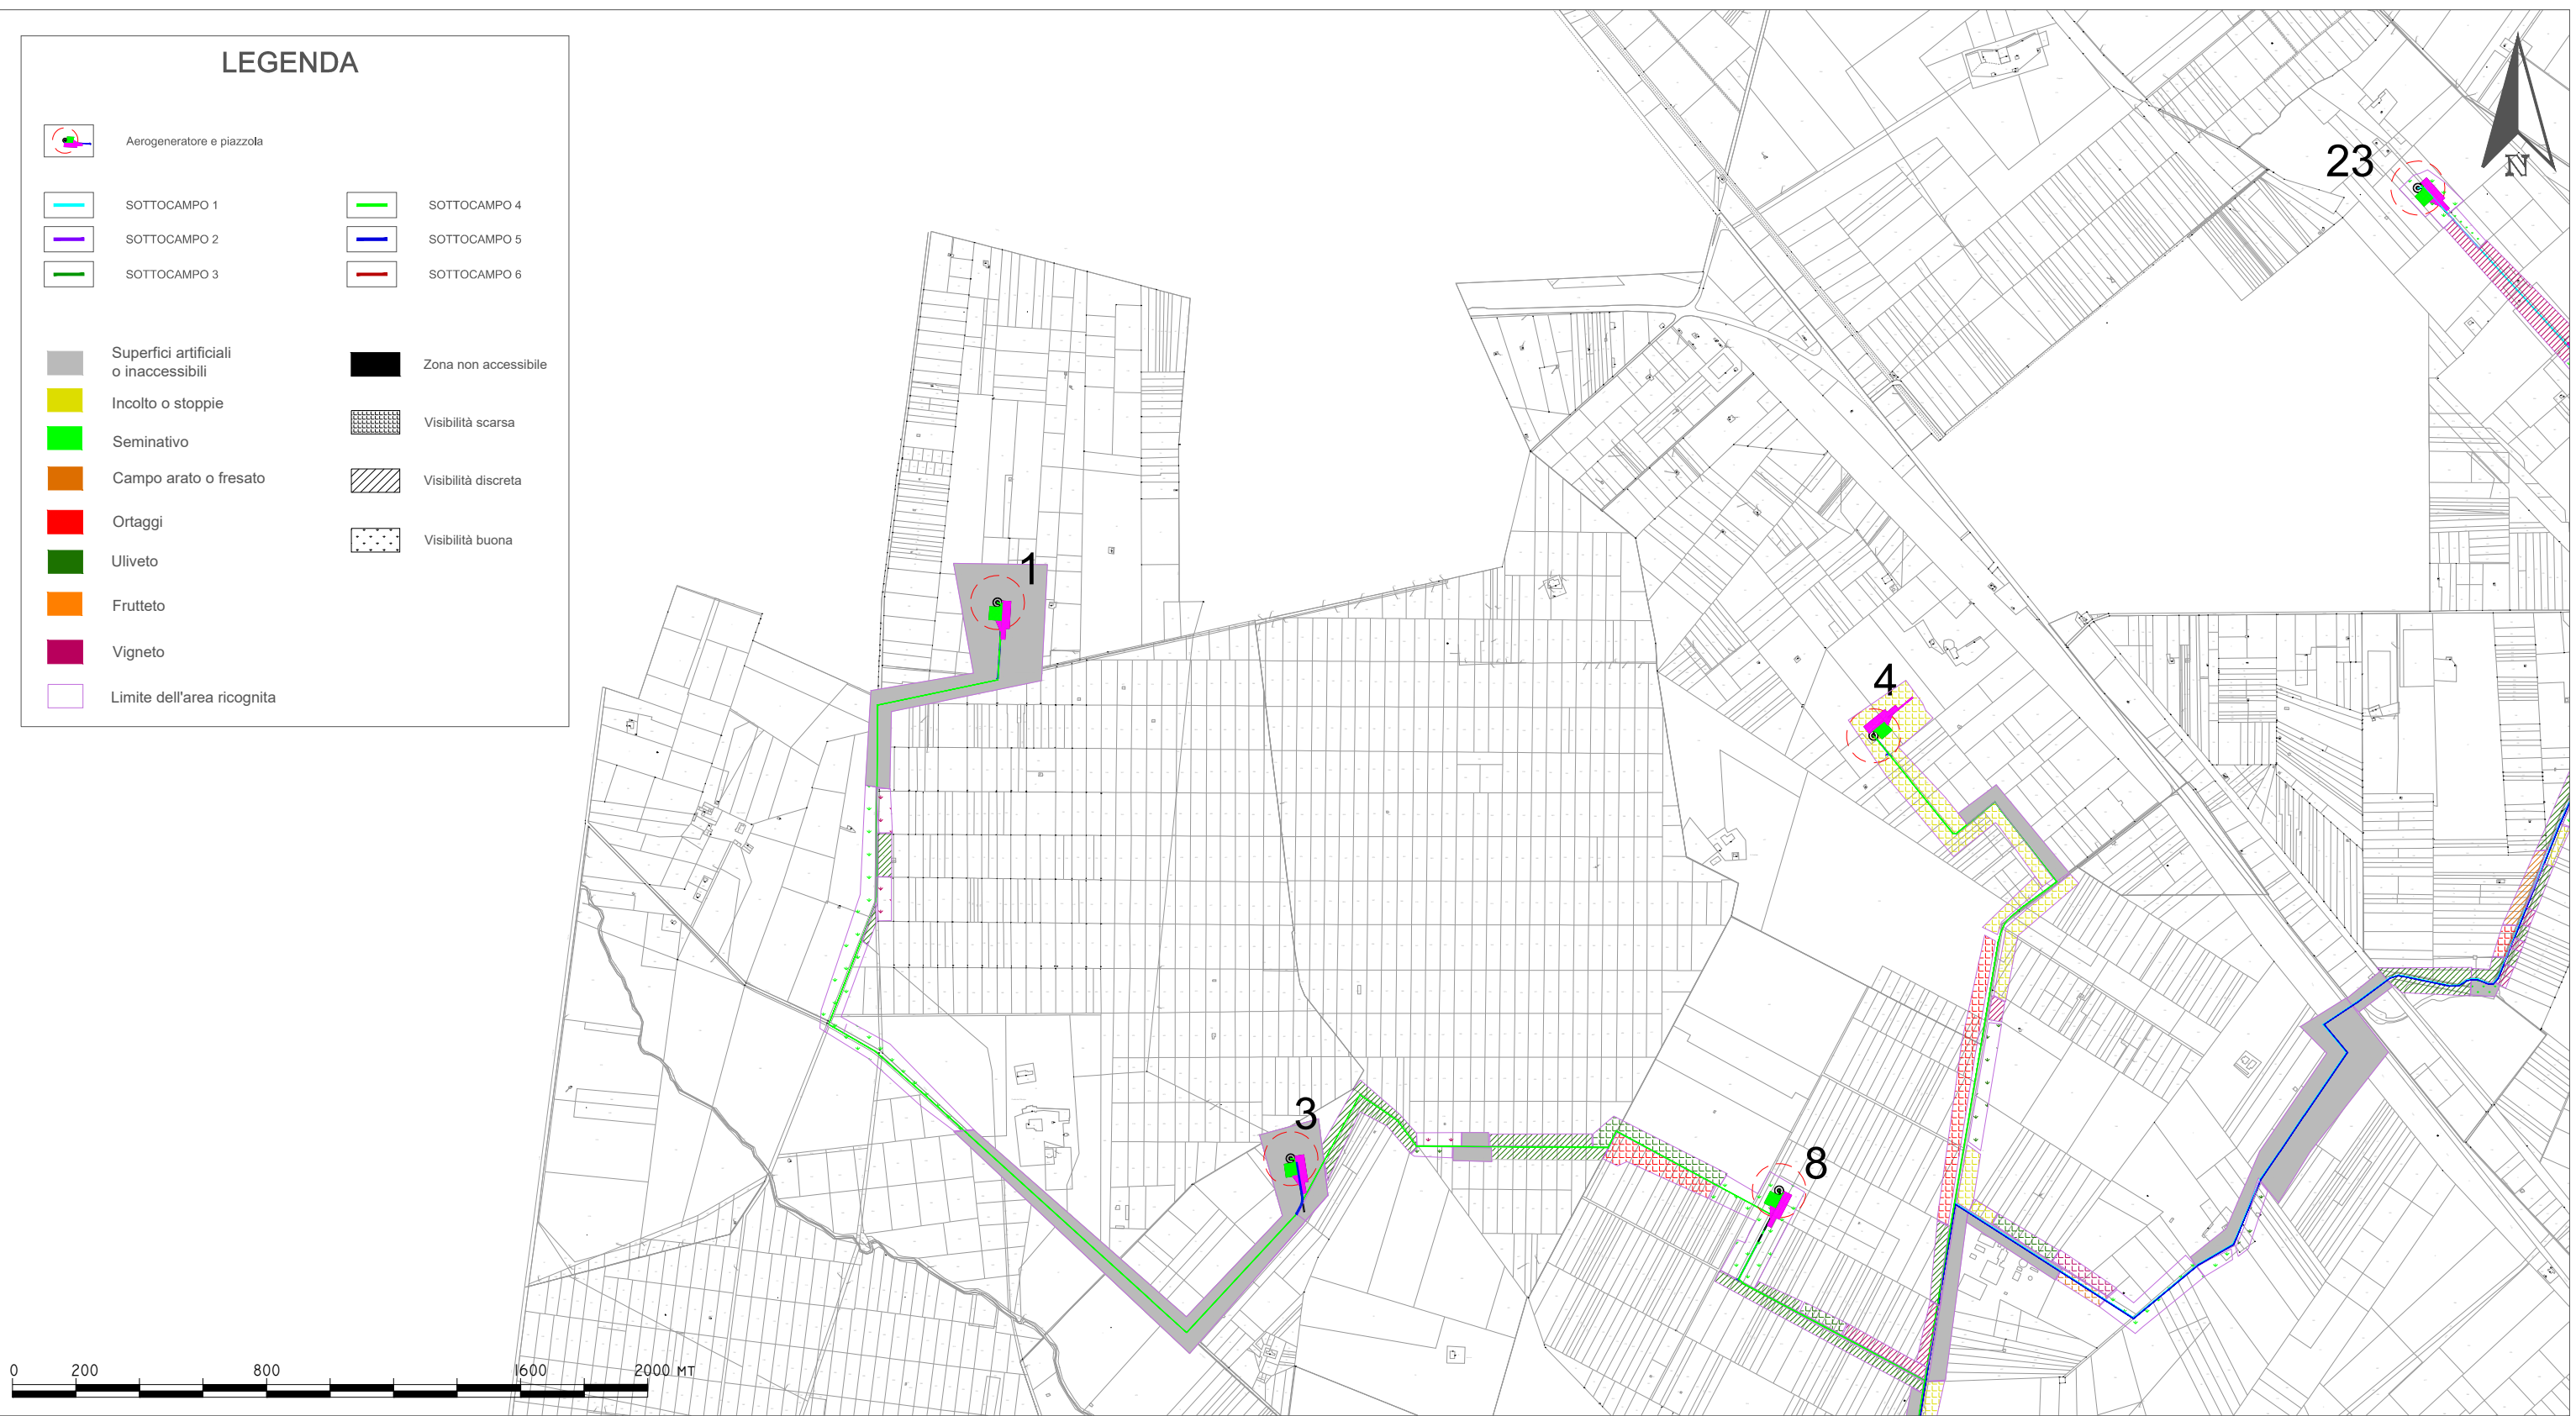 LEGENDA
Aerogeneratore e piazzola
SOTTOCAMPO 1
SOTTOCAMPO 2
SOTTOCAMPO 3
SOTTOCAMPO 4
SOTTOCAMPO 5
SOTTOCAMPO 6
Superfici artificiali
o inaccessibili
Incolto o stoppie
Seminativo
Campo arato o fresato
Ortaggi
Uliveto
Frutteto
Vigneto
Limite dell'area ricognita
Zona non accessibile
Visibilità scarsa
Visibilità discreta
Visibilità buona
23
N
1
4
3
8
0 200 800 1600 2000 MT